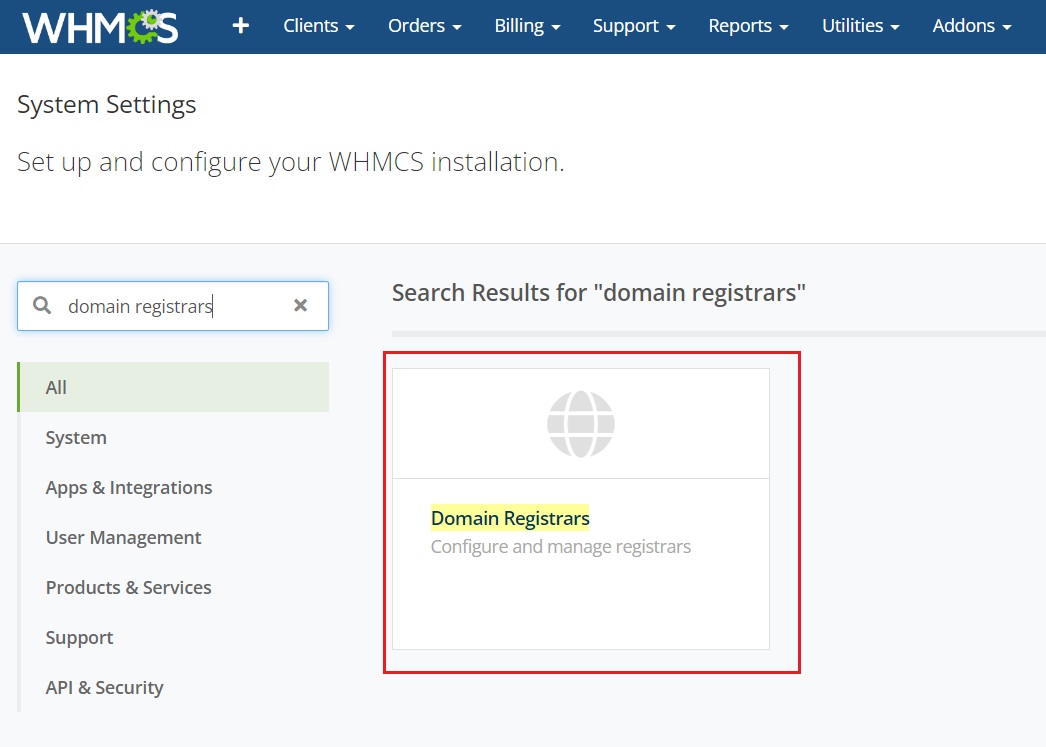 WHMCS
+ Clients Orders Billing Support Reports Utilities Addons
System Settings
Set up and configure your WHMCS installation.
domain registrars
Search Results for "domain registrars"
All
System
Apps & Integrations
User Management
Products & Services
Support
API & Security
Domain Registrars
Configure and manage registrars